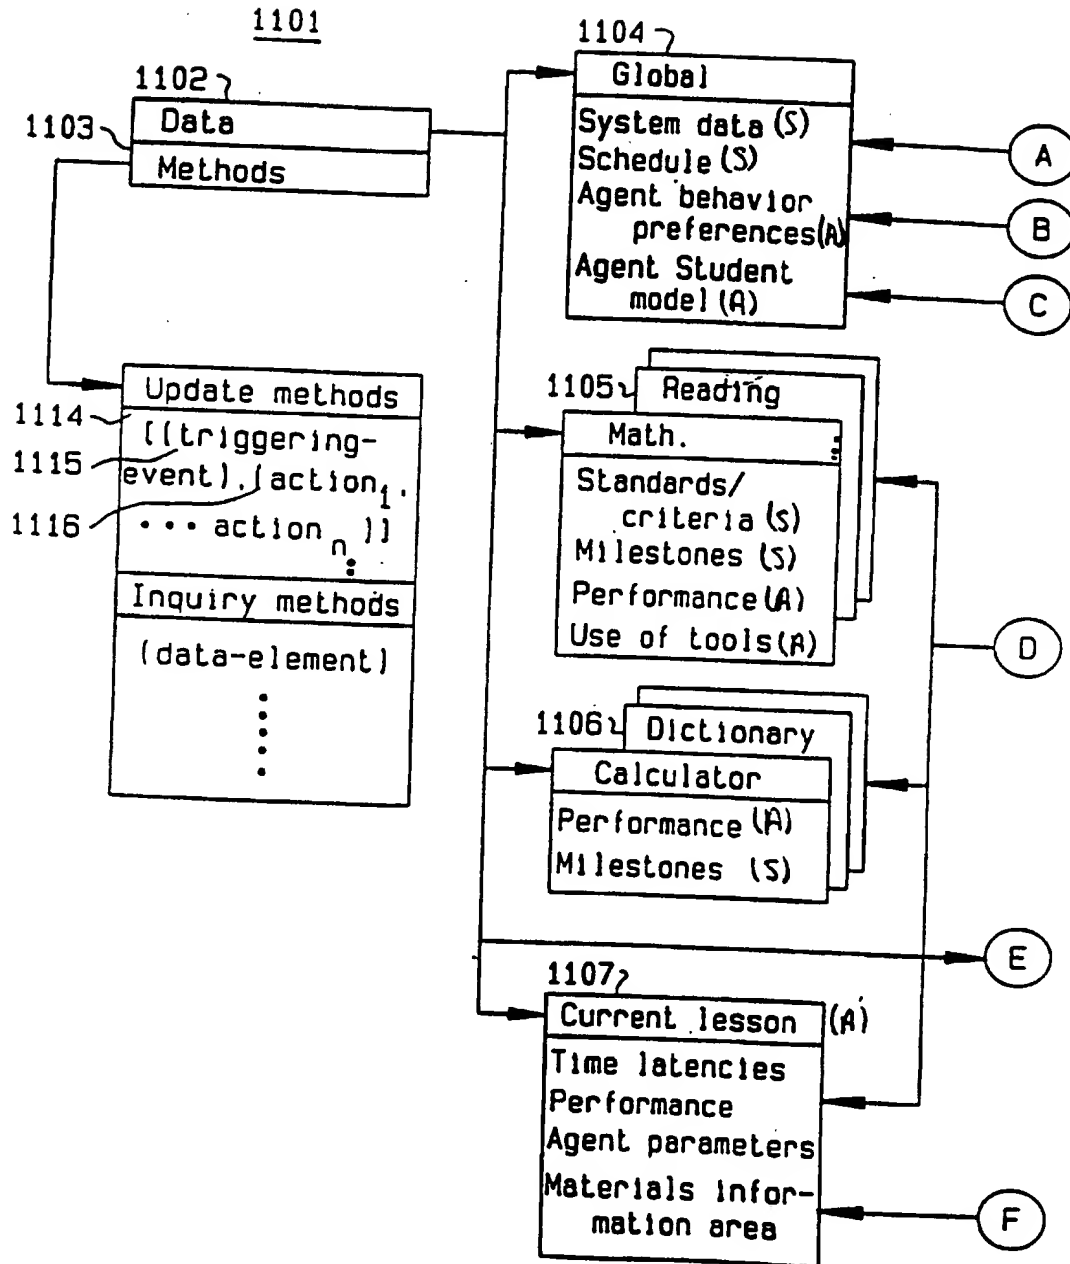 1101
1102
Data
1103
Methods
Update methods
1114
[((triggering-
1115
event),(action1,
1116
••• action n )]
Inquiry methods
(data-element)
1104
Global
System data (S)
Schedule (S)
Agent behavior
preferences (A)
Agent Student
model (A)
A
B
C
1105
Reading
Math.
Standards/
criteria (S)
Milestones (S)
Performance (A)
Use of tools (A)
D
1106
Dictionary
Calculator
Performance (A)
Milestones (S)
E
1107
Current lesson (A)
Time latencies
Performance
Agent parameters
Materials infor-
mation area
F